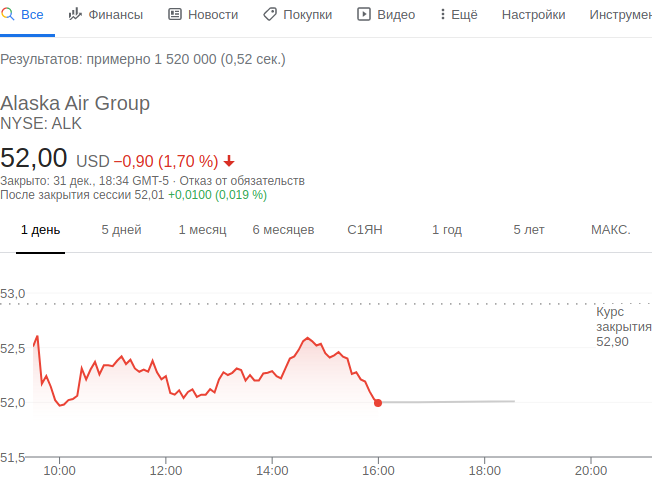 Все Финансы Новости Покупки Видео Ещё Настройки Инструмен
Результатов: примерно 1 520 000 (0,52 сек.)
Alaska Air Group
NYSE: ALK
52,00 USD −0,90 (1,70 %)
Закрыто: 31 дек., 18:34 GMT-5 · Отказ от обязательств
После закрытия сессии 52,01 +0,0100 (0,019 %)
1 день 5 дней 1 месяц 6 месяцев С1ЯН 1 год 5 лет МАКС.
53,0
Курс
закрытия
52,90
52,5
52,0
51,5
10:00 12:00 14:00 16:00 18:00 20:00